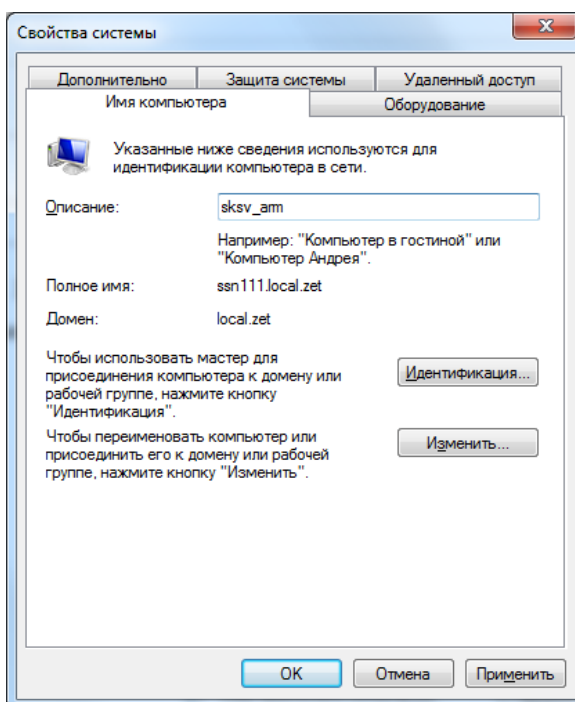 Свойства системы
Дополнительно
Защита системы
Удаленный доступ
Имя компьютера
Оборудование
Указанные ниже сведения используются для
идентификации компьютера в сети.
Описание:
sksv_arm
Например: "Компьютер в гостиной" или
"Компьютер Андрея".
Полное имя:
ssn111.local.zet
Домен:
local.zet
Чтобы использовать мастер для
присоединения компьютера к домену или
рабочей группе, нажмите кнопку
"Идентификация".
Идентификация...
Чтобы переименовать компьютер или
присоединить его к домену или рабочей
группе, нажмите кнопку "Изменить".
Изменить...
OK
Отмена
Применить